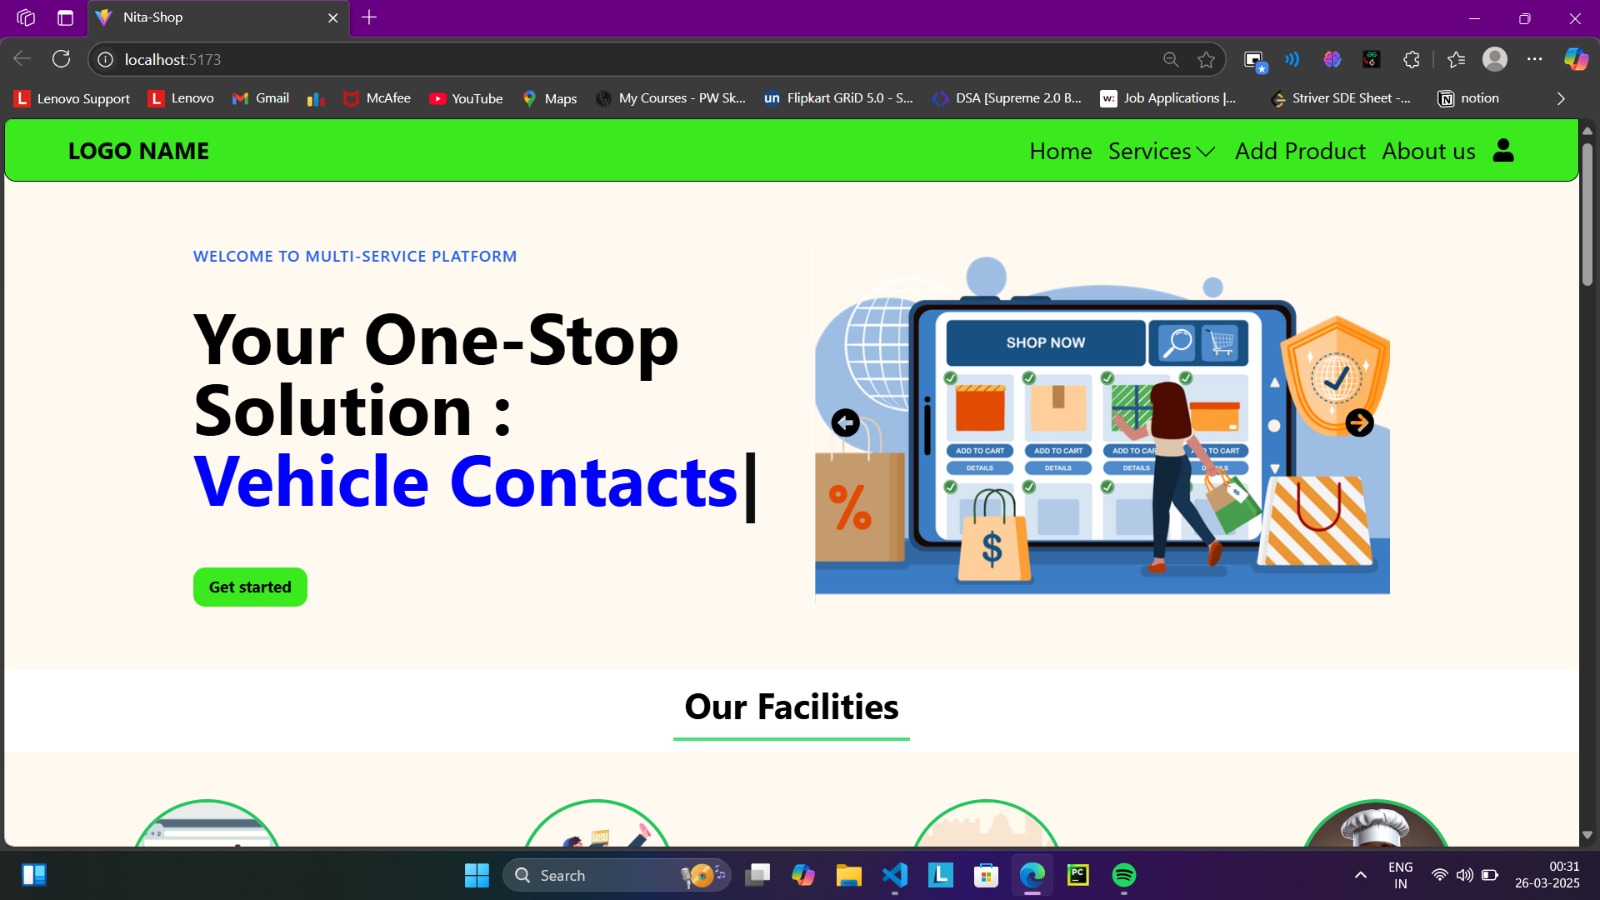 Nita-Shop
localhost:5173
Lenovo Support
Lenovo
Gmail
McAfee
YouTube
Maps
My Courses - PW Sk...
un
Flipkart GRiD 5.0 - S...
DSA [Supreme 2.0 B...
w:
Job Applications |...
Striver SDE Sheet -...
notion
LOGO NAME
Home
Services
Add Product
About us
WELCOME TO MULTI-SERVICE PLATFORM
Your One-Stop
Solution :
Vehicle Contacts|
Get started
SHOP NOW
ADD TO CART
ADD TO CART
ADD TO CAR
CART
DETAILS
DETAILS
DETAILS
%
$
Our Facilities
Search
PC
ENG
IN
00:31
26-03-2025